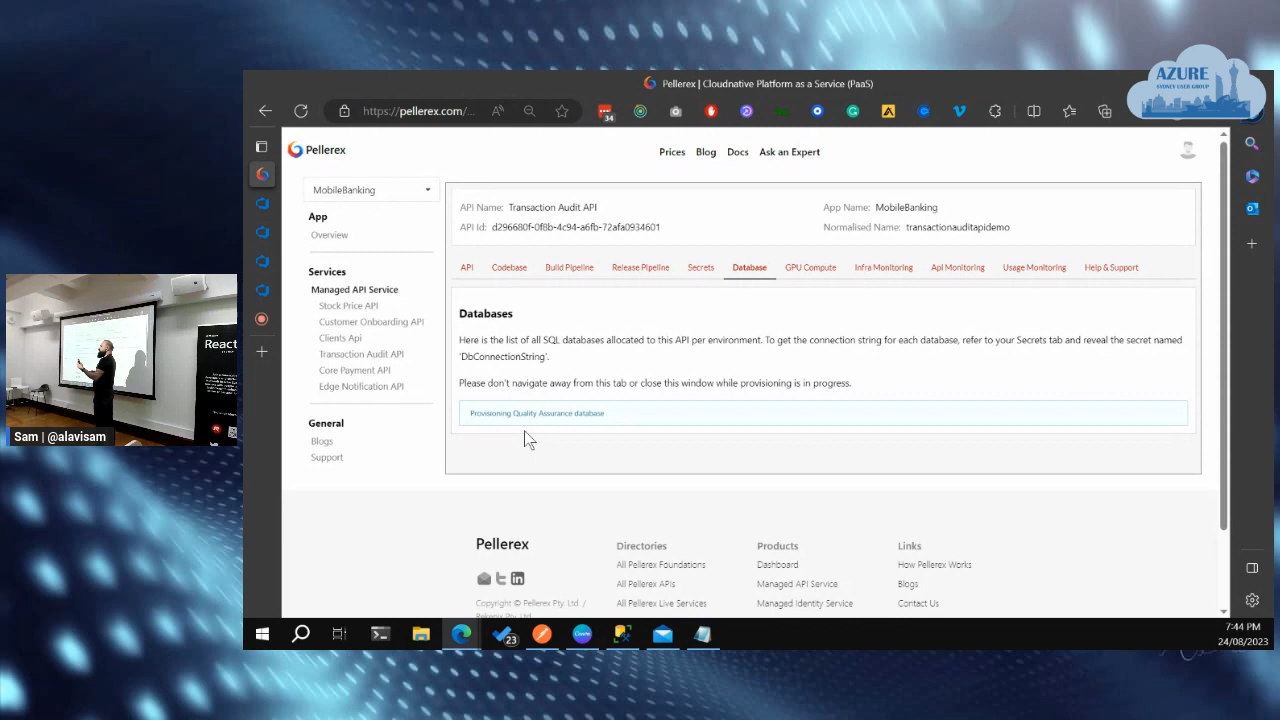 AZURE
SYDNEY USER GROUP
Pellerex | Cloudnative Platform as a Service (PaaS)
https://pellerex.com/...
34
Pellerex
Prices Blog Docs Ask an Expert
MobileBanking
App
Overview
Services
Managed API Service
Stock Price API
Customer Onboarding API
Clients Api
Transaction Audit API
Core Payment API
Edge Notification API
General
Blogs
Support
API Name: Transaction Audit API
App Name: MobileBanking
API Id: d296680f-0f8b-4c94-a6fb-72afa0934601
Normalised Name: transactionauditapidemo
API Codebase Build Pipeline Release Pipeline Secrets Database GPU Compute Infra Monitoring Api Monitoring Usage Monitoring Help & Support
Databases
Here is the list of all SQL databases allocated to this API per environment. To get the connection string for each database, refer to your Secrets tab and reveal the secret named
'DbConnectionString'.
Please don't navigate away from this tab or close this window while provisioning is in progress.
Provisioning Quality Assurance database
React
Sam | @alavisam
Pellerex
Copyright © Pellerex Pty. Ltd. /
Directories
All Pellerex Foundations
All Pellerex APIs
All Pellerex Live Services
Products
Dashboard
Managed API Service
Managed Identity Service
Links
How Pellerex Works
Blogs
Contact Us
23
7:44 PM
24/08/2023